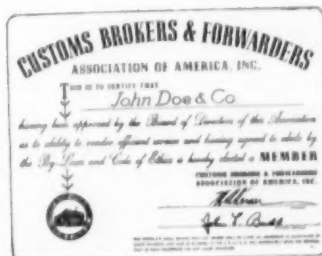 CUSTOMS BROKERS & FORWARDERS
ASSOCIATION OF AMERICA, INC.
THIS IS TO CERTIFY THAT
John Doe & Co
having been approved by the Board of Directors of this Association
as to ability to render efficient service and having agreed to abide by
the By-Laws and Code of Ethics is hereby elected a MEMBER
CUSTOMS BROKERS & FORWARDERS
ASSOCIATION OF AMERICA, INC.